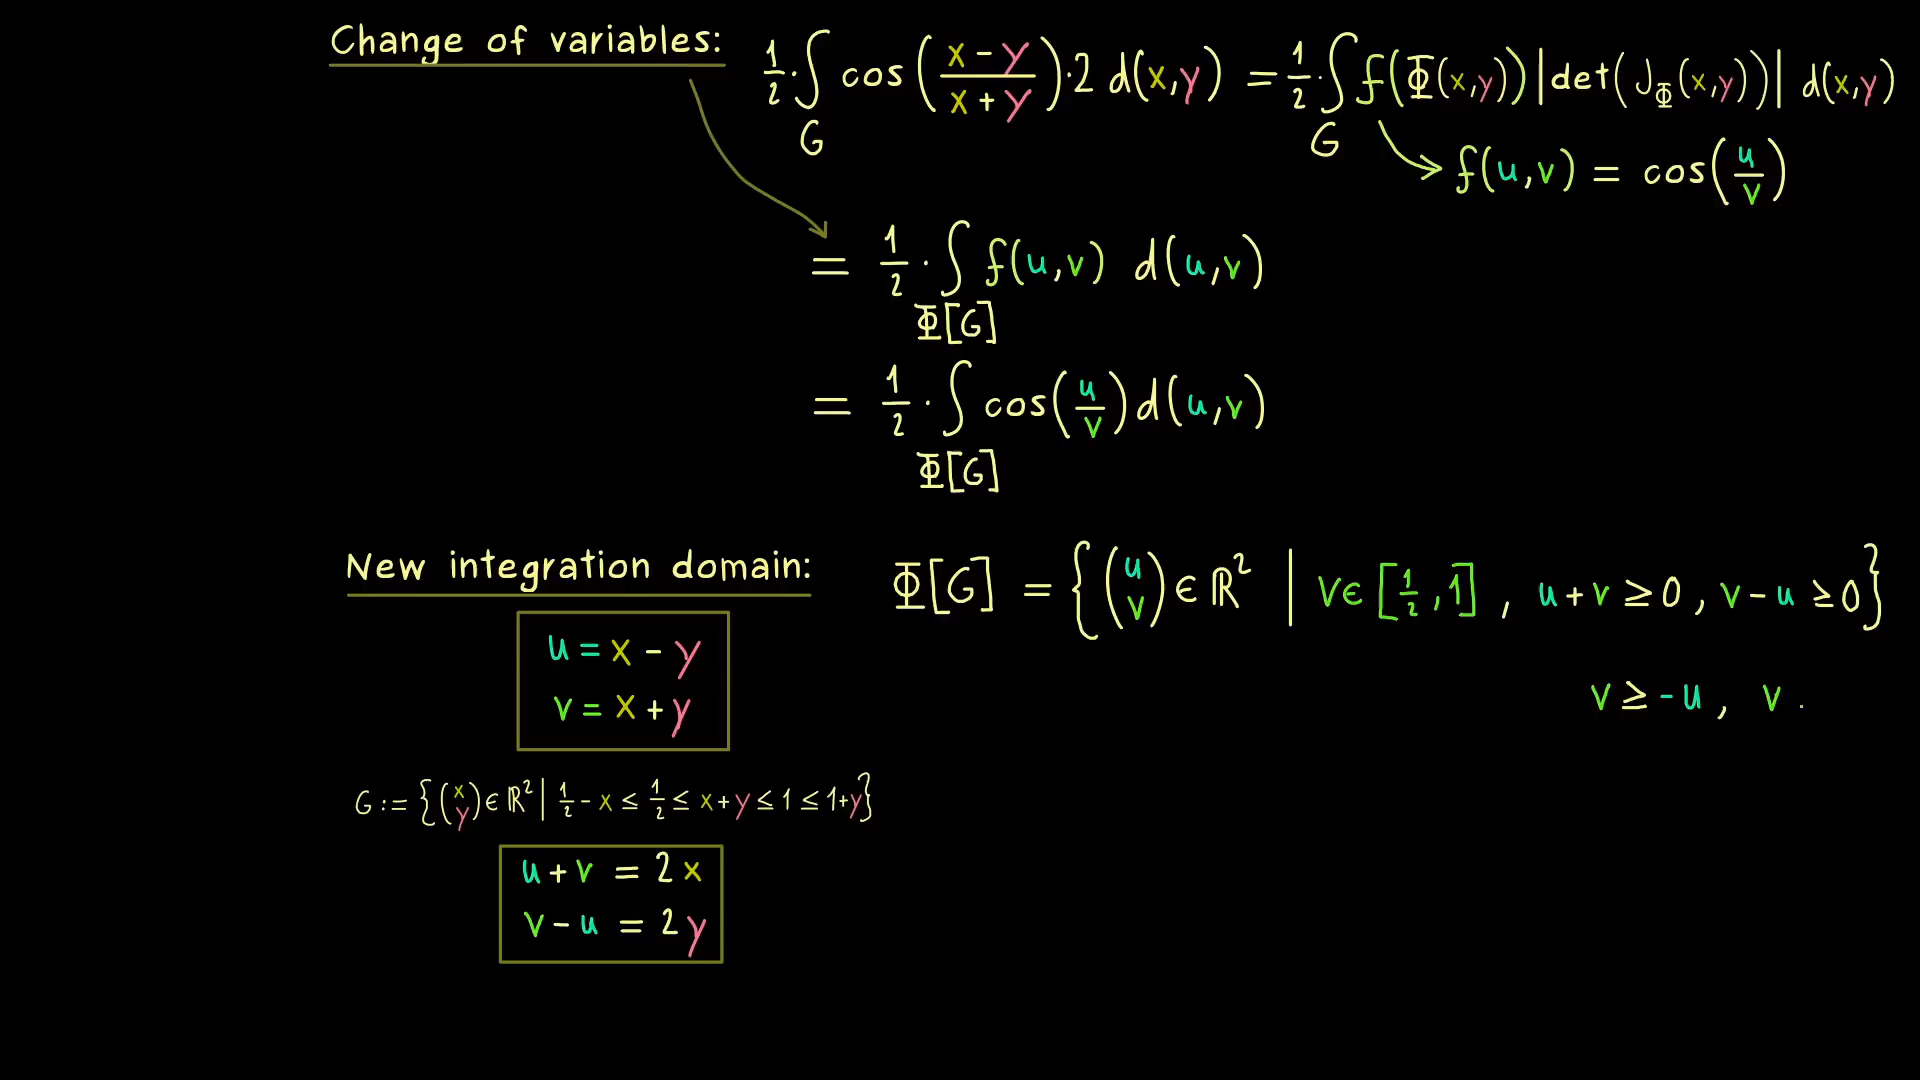 Change of variables: 1/2 · ∫_G cos((x - y)/(x + y)) · 2 d(x,y) = 1/2 · ∫_G f(Φ(x,y)) |det(J_Φ(x,y))| d(x,y)
f(u,v) = cos(u/v)
= 1/2 · ∫_Φ[G] f(u,v) d(u,v)
= 1/2 · ∫_Φ[G] cos(u/v) d(u,v)
New integration domain: Φ[G] = {(u v) ∈ ℝ² | v ∈ [1/2, 1], u + v ≥ 0, v - u ≥ 0}
u = x - y
v ≥ -u, v
v = x + y
G := {(x y) ∈ ℝ² | 1/2 - x ≤ 1/2 ≤ x + y ≤ 1 ≤ 1 + y}
u + v = 2x
v - u = 2y